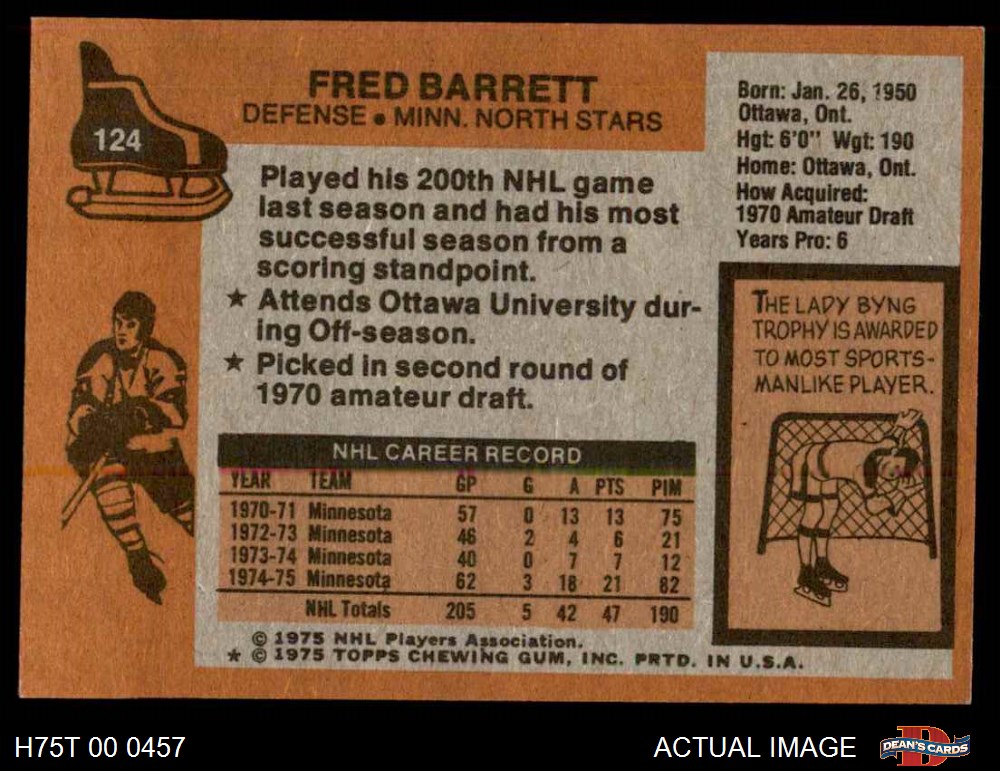 124
FRED BARRETT
DEFENSE • MINN. NORTH STARS
Played his 200th NHL game
last season and had his most
successful season from a
scoring standpoint.
★ Attends Ottawa University dur-
ing Off-season.
★ Picked in second round of
1970 amateur draft.
Born: Jan. 26, 1950
Ottawa, Ont.
Hgt: 6'0" Wgt: 190
Home: Ottawa, Ont.
How Acquired:
1970 Amateur Draft
Years Pro: 6
THE LADY BYNG
TROPHY IS AWARDED
TO MOST SPORTS-
MANLIKE PLAYER.
NHL CAREER RECORD
YEAR TEAM GP G A PTS PIM
1970-71 Minnesota 57 0 13 13 75
1972-73 Minnesota 46 2 4 6 21
1973-74 Minnesota 40 0 7 7 12
1974-75 Minnesota 62 3 18 21 82
NHL Totals 205 5 42 47 190
© 1975 NHL Players Association.
★ © 1975 TOPPS CHEWING GUM, INC. PRTD. IN U.S.A.
H75T 00 0457
ACTUAL IMAGE
D
DEAN'S CARDS